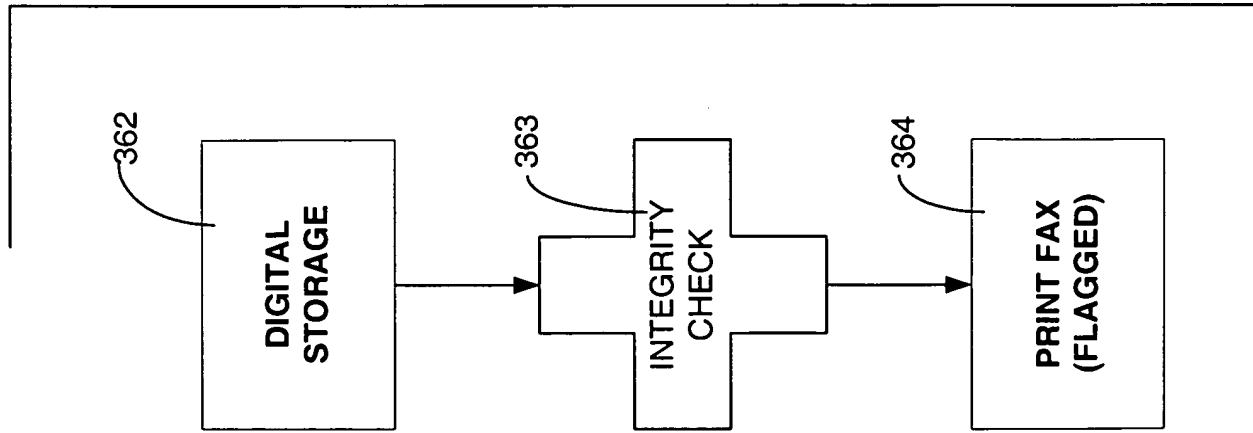 362
DIGITAL
STORAGE
363
INTEGRITY
CHECK
364
PRINT FAX
(FLAGGED)